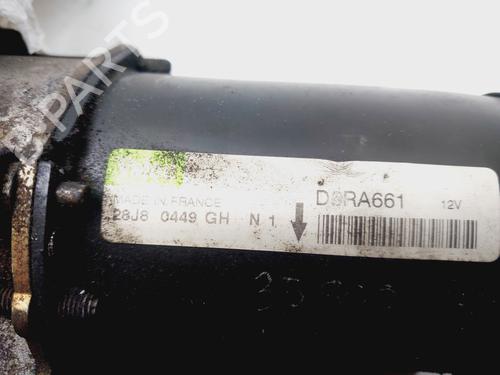 PARTS
MADE IN FRANCE
D8RA661 12V
28J8 0449 GH N 1